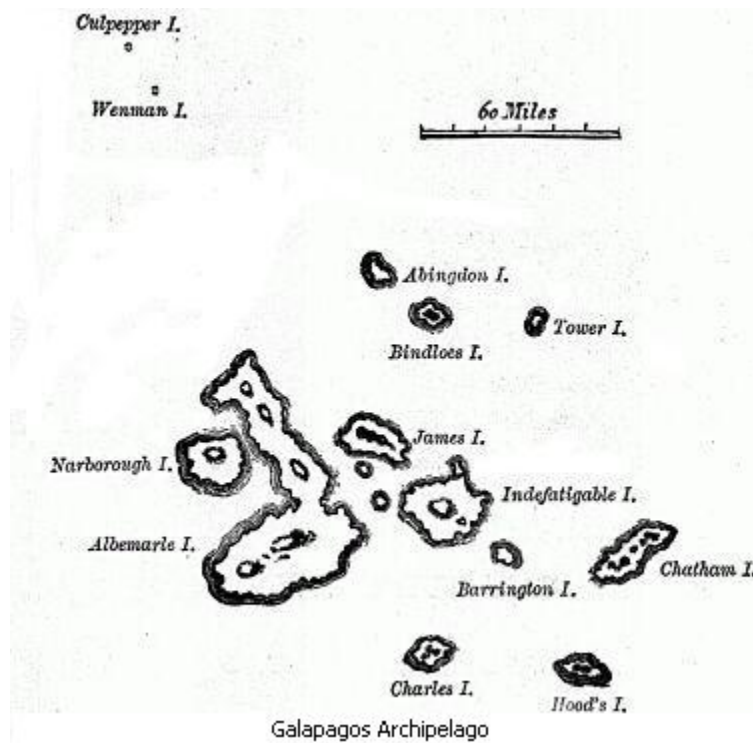 Culpepper I.
Wenman I.
60 Miles
Abingdon I.
Bindloes I.
Tower I.
James I.
Narborough I.
Indefatigable I.
Albemarle I.
Chatham I.
Barrington I.
Charles I.
Hood's I.
Galapagos Archipelago